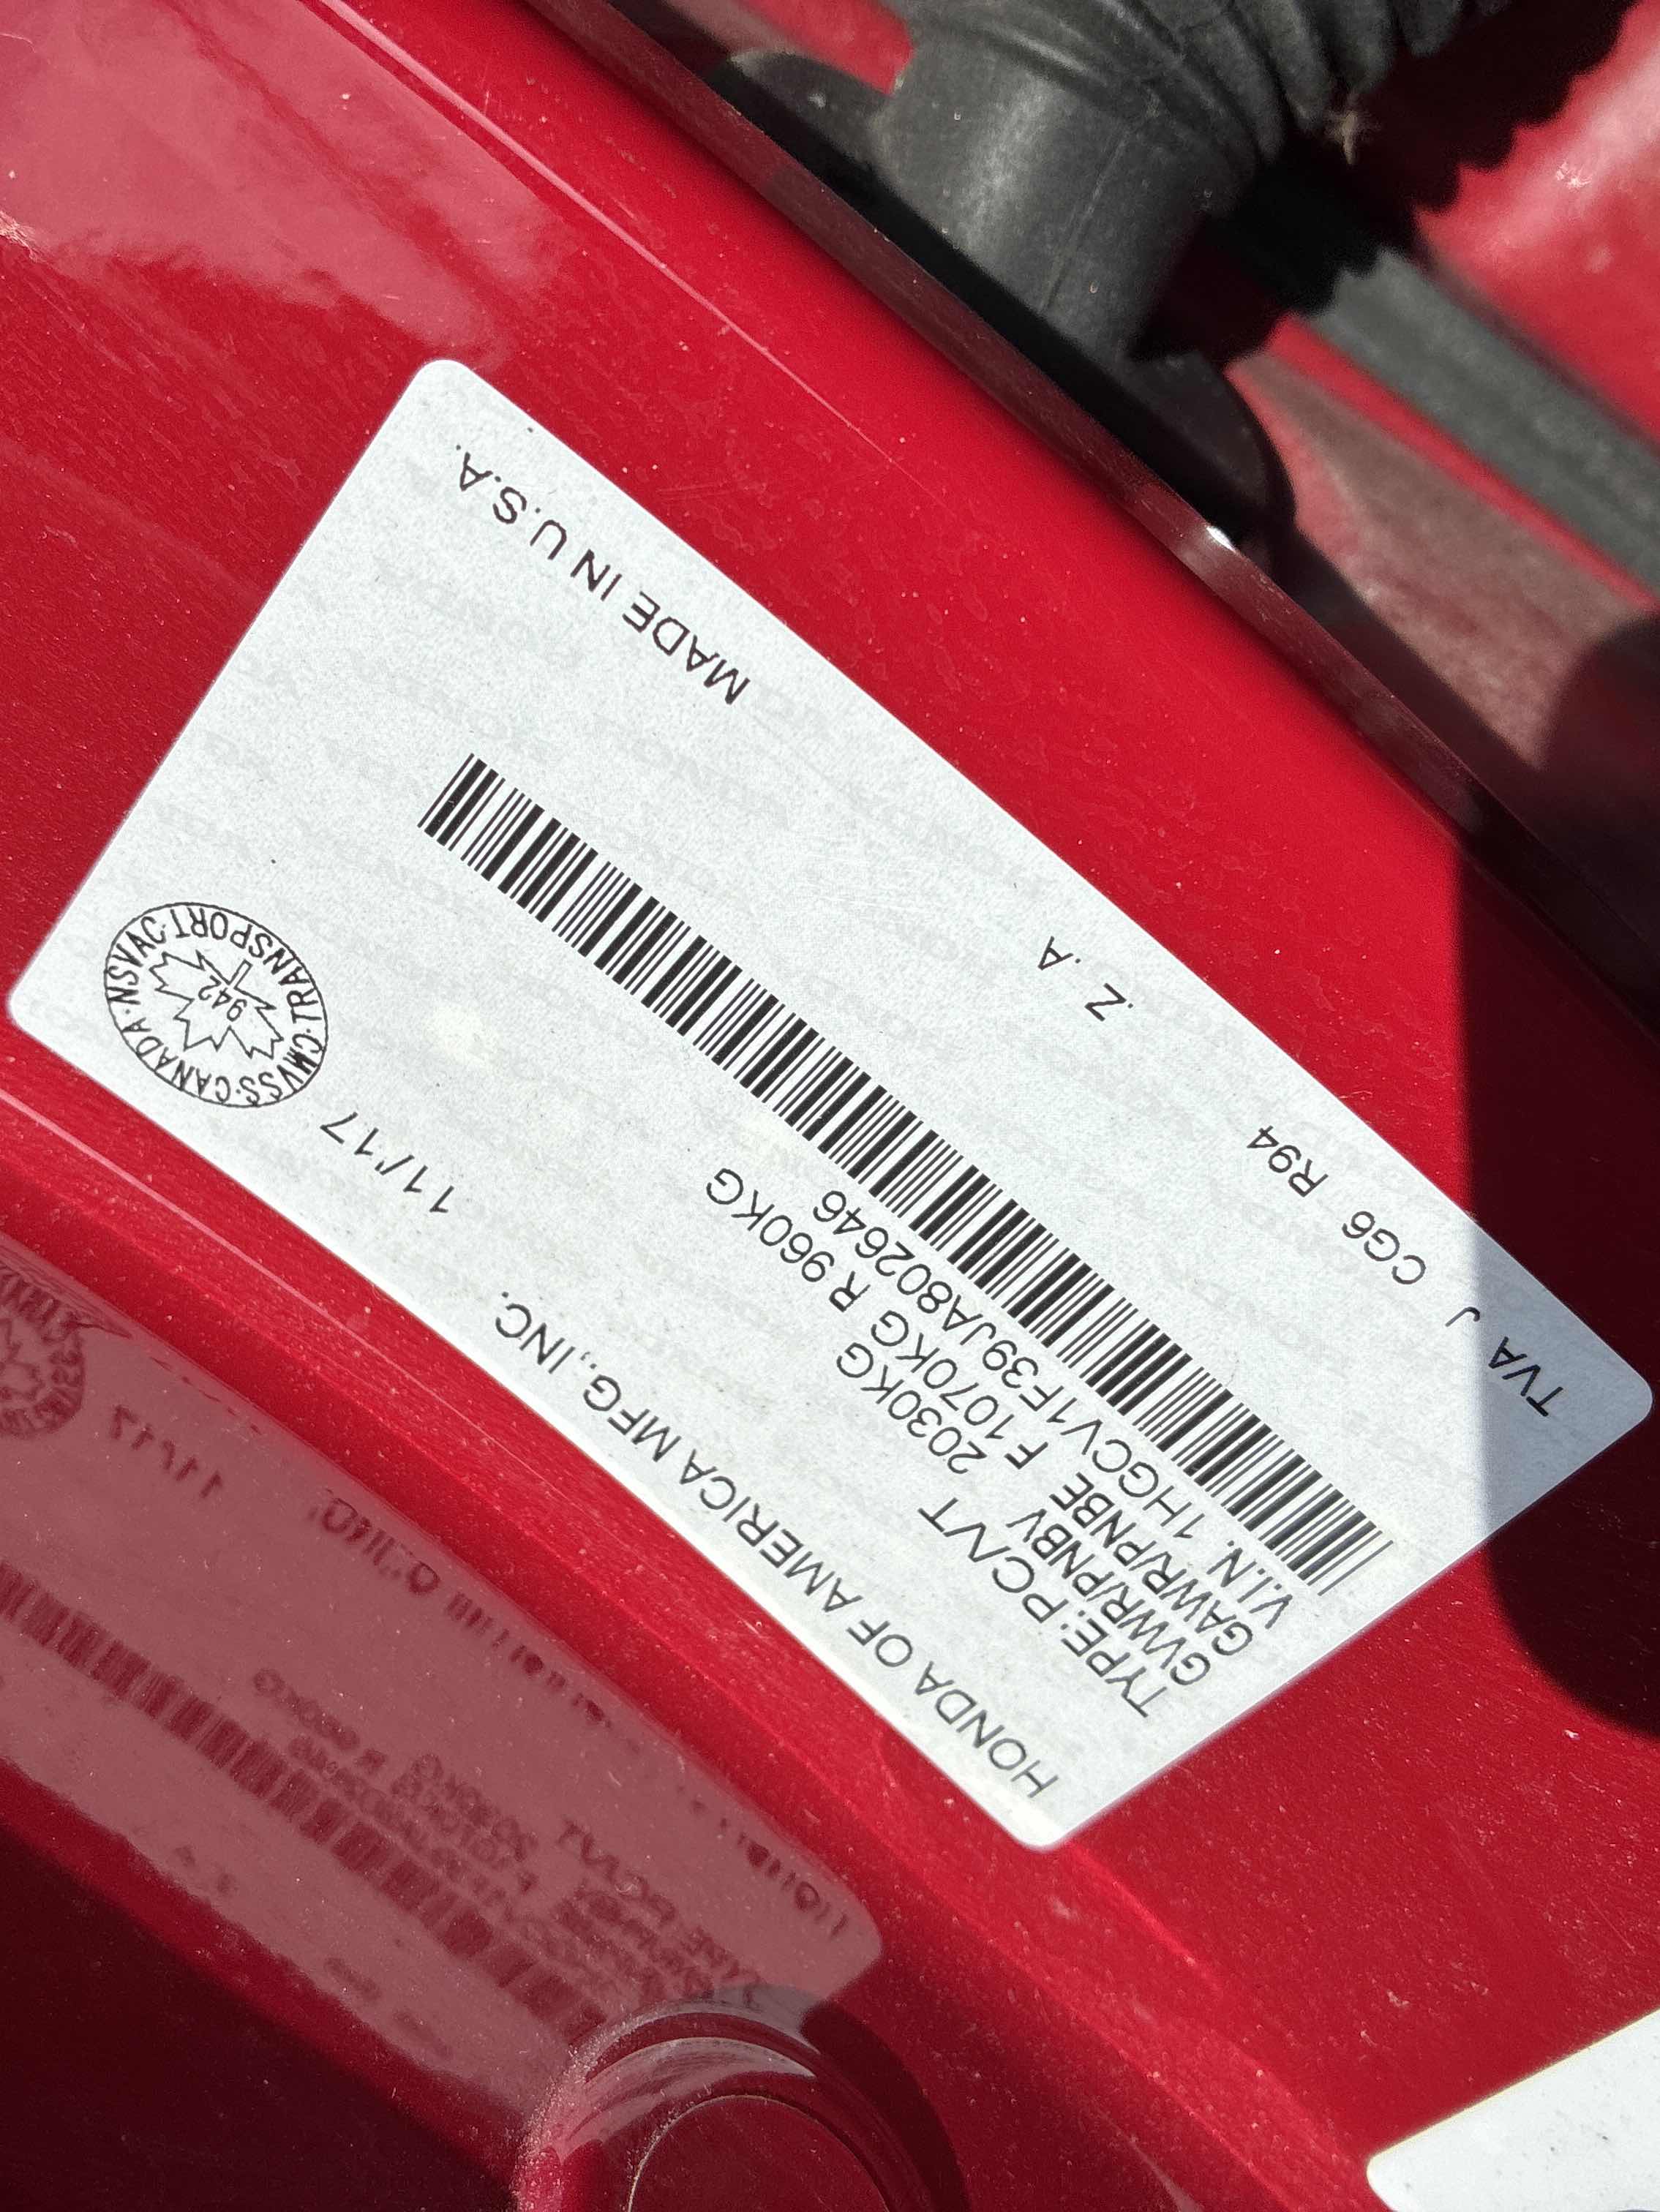 HONDA OF AMERICA MFG.,INC. 11/17
TYPE: PC/VT
GVWR/PNBV 2030KG
GAWR/PNBE F1070KG R 960KG
V.I.N. 1HGCV1F39JA802646
CANADA·NSVAC·TRANSPORT·CMVSS·
942
TVA J CG6 R94 Z.A MADE IN U.S.A.